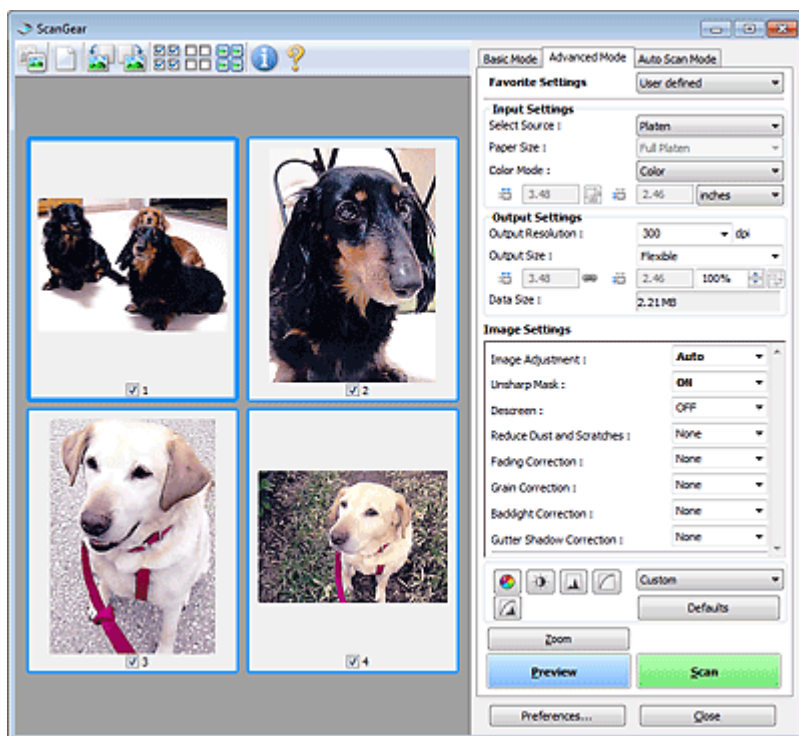 ScanGear
Basic Mode Advanced Mode Auto Scan Mode
Favorite Settings User defined
Input Settings
Select Source : Platen
Paper Size : Full Platen
Color Mode : Color
3.48 2.46 inches
Output Settings
Output Resolution : 300 dpi
Output Size : Flexible
3.48 2.46 100%
Data Size : 2.21 MB
Image Settings
Image Adjustment : Auto
Unsharp Mask : ON
Descreen : OFF
Reduce Dust and Scratches : None
Fading Correction : None
Grain Correction : None
Backlight Correction : None
Gutter Shadow Correction : None
Custom
Defaults
Zoom
Preview Scan
Preferences... Close
1
2
3
4